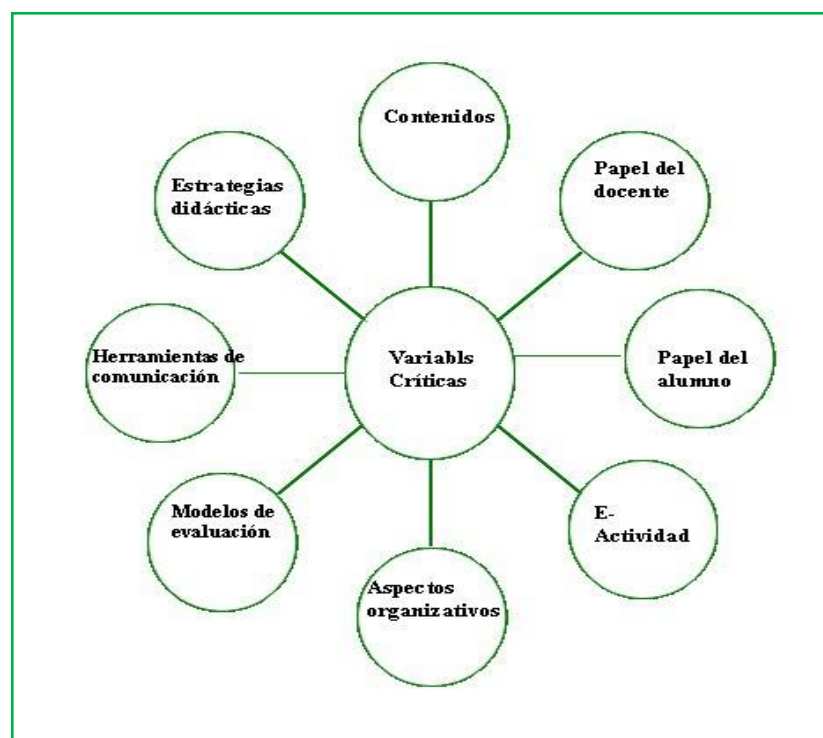 Contenidos
Papel del
docente
Papel del
alumno
E-
Actividad
Aspectos
organizativos
Modelos de
evaluación
Herramientas de
comunicación
Estrategias
didácticas
Variabls
Críticas